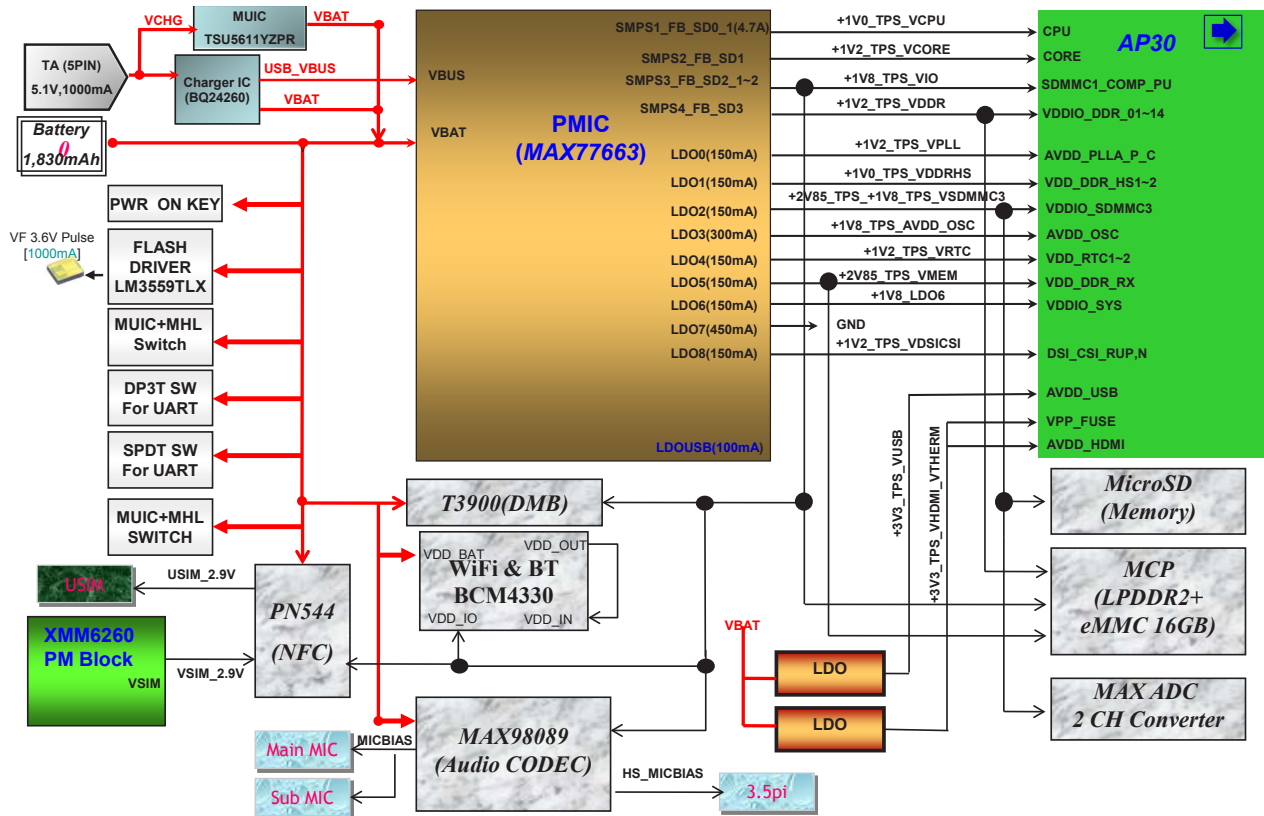 VCHG
MUIC
TSU5611YZPR
VBAT
TA (5PIN)
5.1V,1000mA
Charger IC
(BQ24260)
USB_VBUS
VBAT
Battery
0
1,830mAh
VBUS
VBAT
PMIC
(MAX77663)
SMPS1_FB_SD0_1(4.7A)
SMPS2_FB_SD1
SMPS3_FB_SD2_1~2
SMPS4_FB_SD3
LDO0(150mA)
LDO1(150mA)
LDO2(150mA)
LDO3(300mA)
LDO4(150mA)
LDO5(150mA)
LDO6(150mA)
LDO7(450mA)
LDO8(150mA)
LDOUSB(100mA)
+1V0_TPS_VCPU
+1V2_TPS_VCORE
+1V8_TPS_VIO
+1V2_TPS_VDDR
+1V2_TPS_VPLL
+1V0_TPS_VDDRHS
+2V85_TPS_+1V8_TPS_VSDMMC3
+1V8_TPS_AVDD_OSC
+1V2_TPS_VRTC
+2V85_TPS_VMEM
+1V8_LDO6
GND
+1V2_TPS_VDSICSI
AP30
CPU
CORE
SDMMC1_COMP_PU
VDDIO_DDR_01~14
AVDD_PLLA_P_C
VDD_DDR_HS1~2
VDDIO_SDMMC3
AVDD_OSC
VDD_RTC1~2
VDD_DDR_RX
VDDIO_SYS
DSI_CSI_RUP,N
AVDD_USB
VPP_FUSE
AVDD_HDMI
PWR ON KEY
VF 3.6V Pulse
[1000mA]
FLASH
DRIVER
LM3559TLX
MUIC+MHL
Switch
DP3T SW
For UART
SPDT SW
For UART
MUIC+MHL
SWITCH
+3V3_TPS_VUSB
+3V3_TPS_VHDMI_VTHERM
T3900(DMB)
VDD_BAT
VDD_OUT
WiFi & BT
BCM4330
VDD_IO
VDD_IN
MicroSD
(Memory)
MCP
(LPDDR2+
eMMC 16GB)
MAX ADC
2 CH Converter
USIM
USIM_2.9V
PN544
(NFC)
XMM6260
PM Block
VSIM
VSIM_2.9V
VBAT
LDO
LDO
MAX98089
(Audio CODEC)
MICBIAS
Main MIC
Sub MIC
HS_MICBIAS
3.5pi